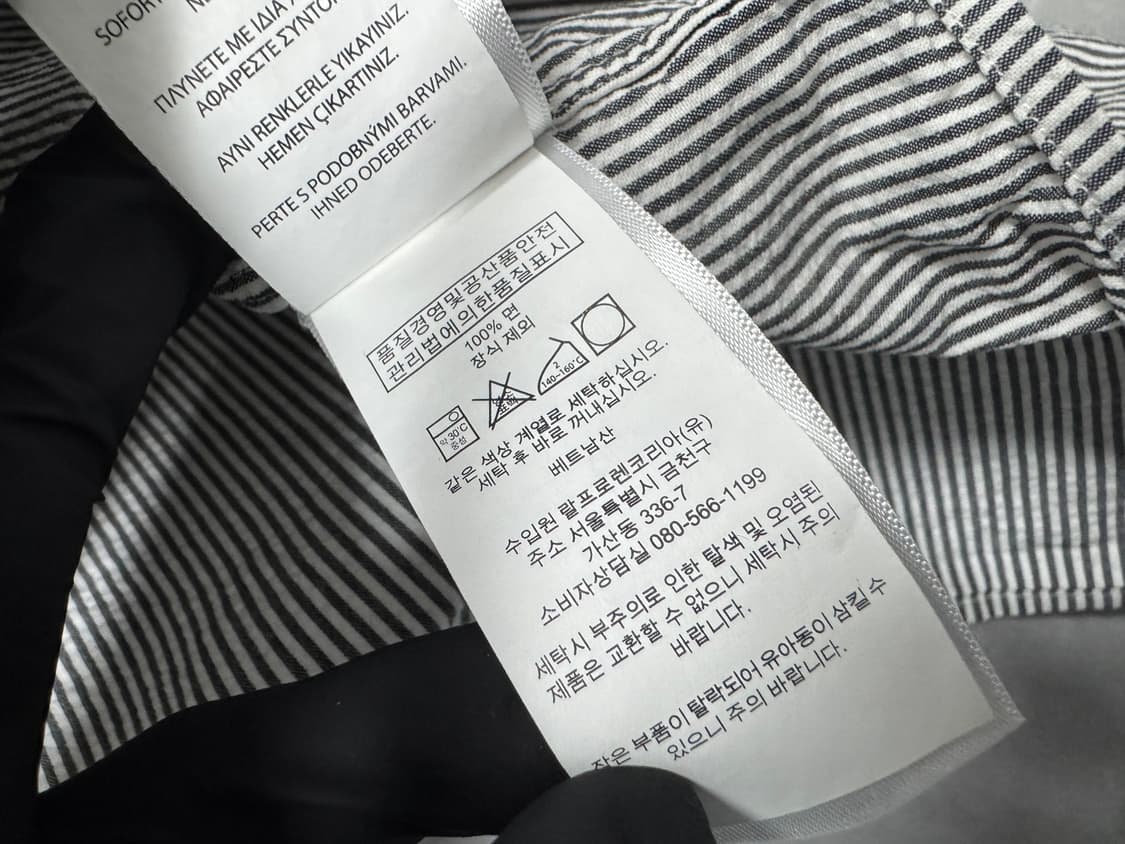 SOFORT
ΠΛΥΝΕΤΕ ΜΕ ΙΔΙΑ
ΑΦΑΙΡΕΣΤΕ ΣΥΝΤΟ
AYNI RENKLERLE YIKAYINIZ.
HEMEN ÇIKARTINIZ.
PERTE S PODOBNÝMI BARVAMI.
IHNED ODEBERTE.
품질경영및공산품안전
관리법에의한품질표시
100% 면
장식 제외
약30℃
중성
2
140~160℃
같은 색상 계열로 세탁하십시오.
세탁 후 바로 꺼내십시오.
베트남산
수입원 랄프로렌코리아(유)
주소 서울특별시 금천구
가산동 336-7
소비자상담실 080-566-1199
세탁시 부주의로 인한 탈색 및 오염된
제품은 교환할 수 없으니 세탁시 주의
바랍니다.
작은 부품이 탈락되어 유아동이 삼킬 수
있으니 주의 바랍니다.